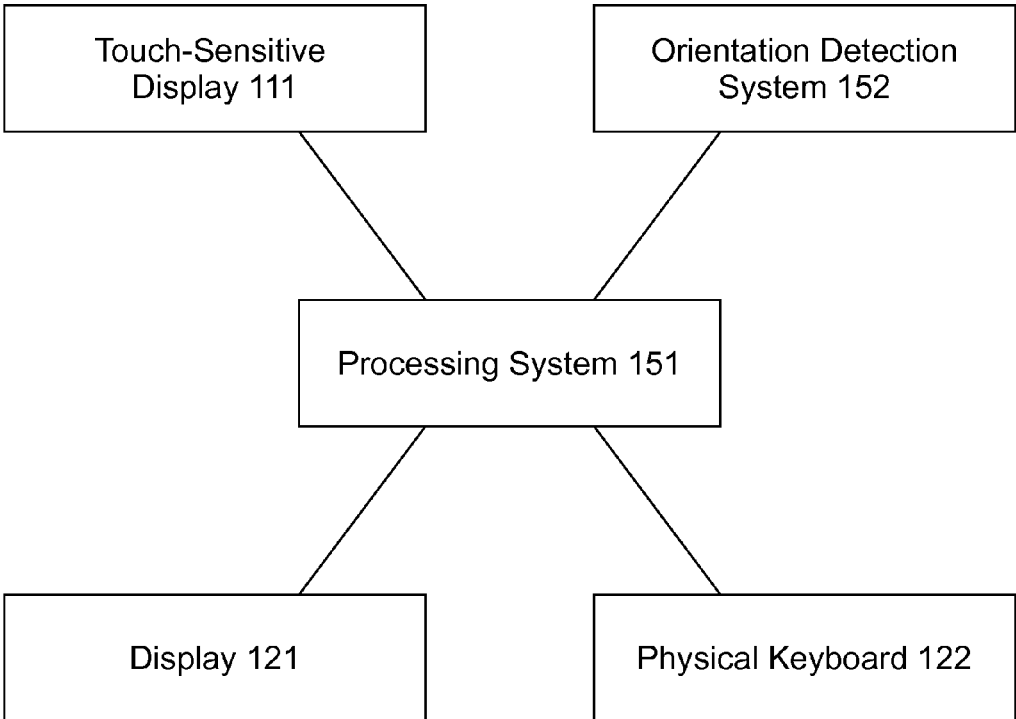 Touch-Sensitive
Display 111
Orientation Detection
System 152
Processing System 151
Display 121
Physical Keyboard 122